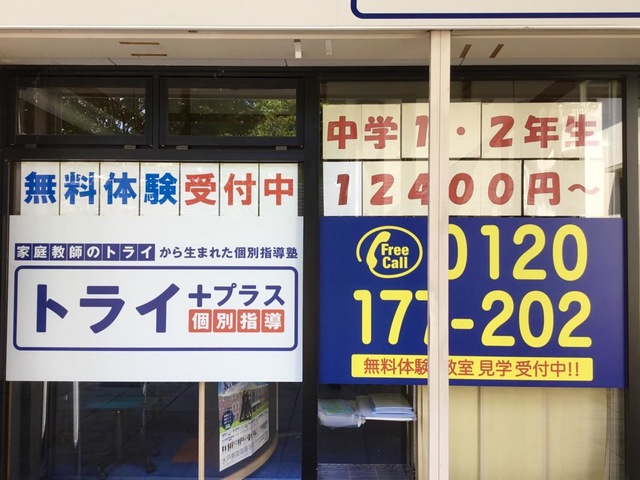 無料体験受付中
家庭教師のトライから生まれた個別指導塾
トライ+プラス
個別指導
中学1・2年生
12400円～
Free Call
0120
177-202
無料体験 教室 見学 受付中!!